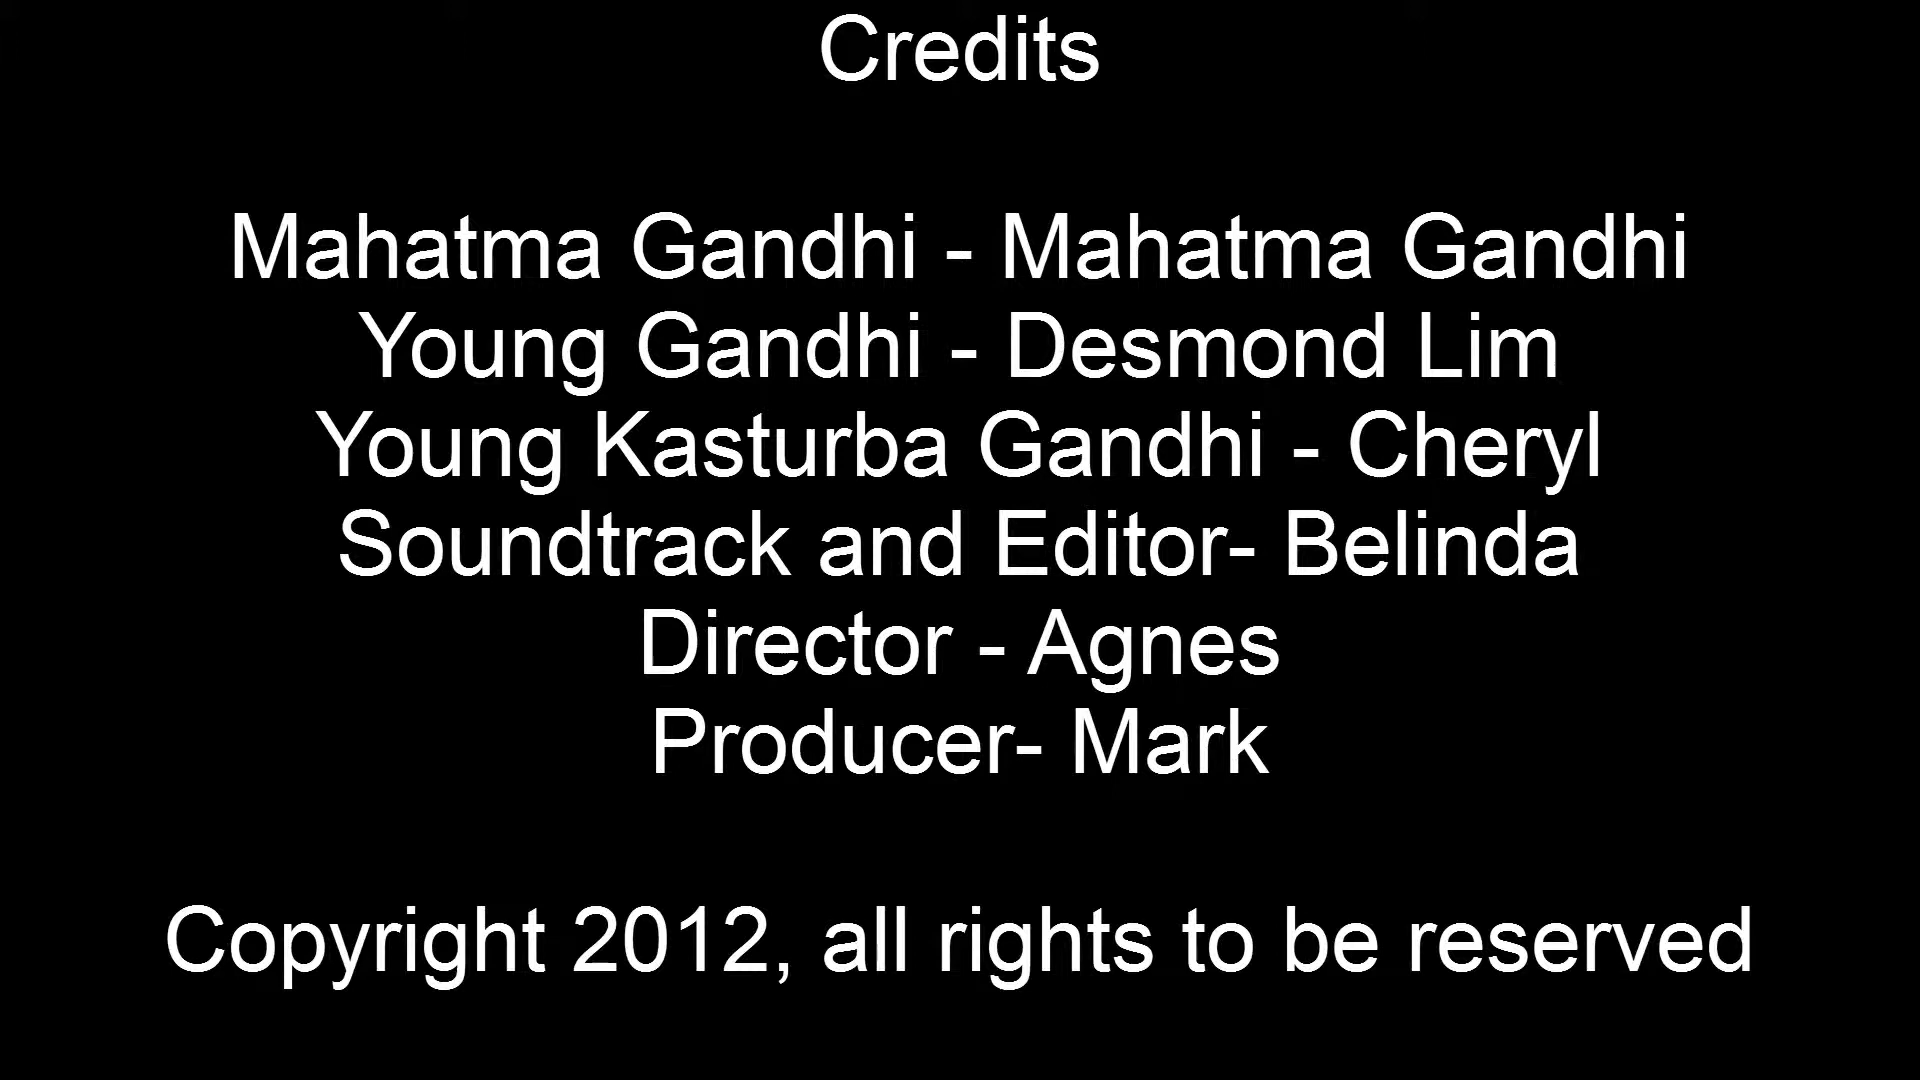 Credits
Mahatma Gandhi - Mahatma Gandhi
Young Gandhi - Desmond Lim
Young Kasturba Gandhi - Cheryl
Soundtrack and Editor- Belinda
Director - Agnes
Producer- Mark
Copyright 2012, all rights to be reserved